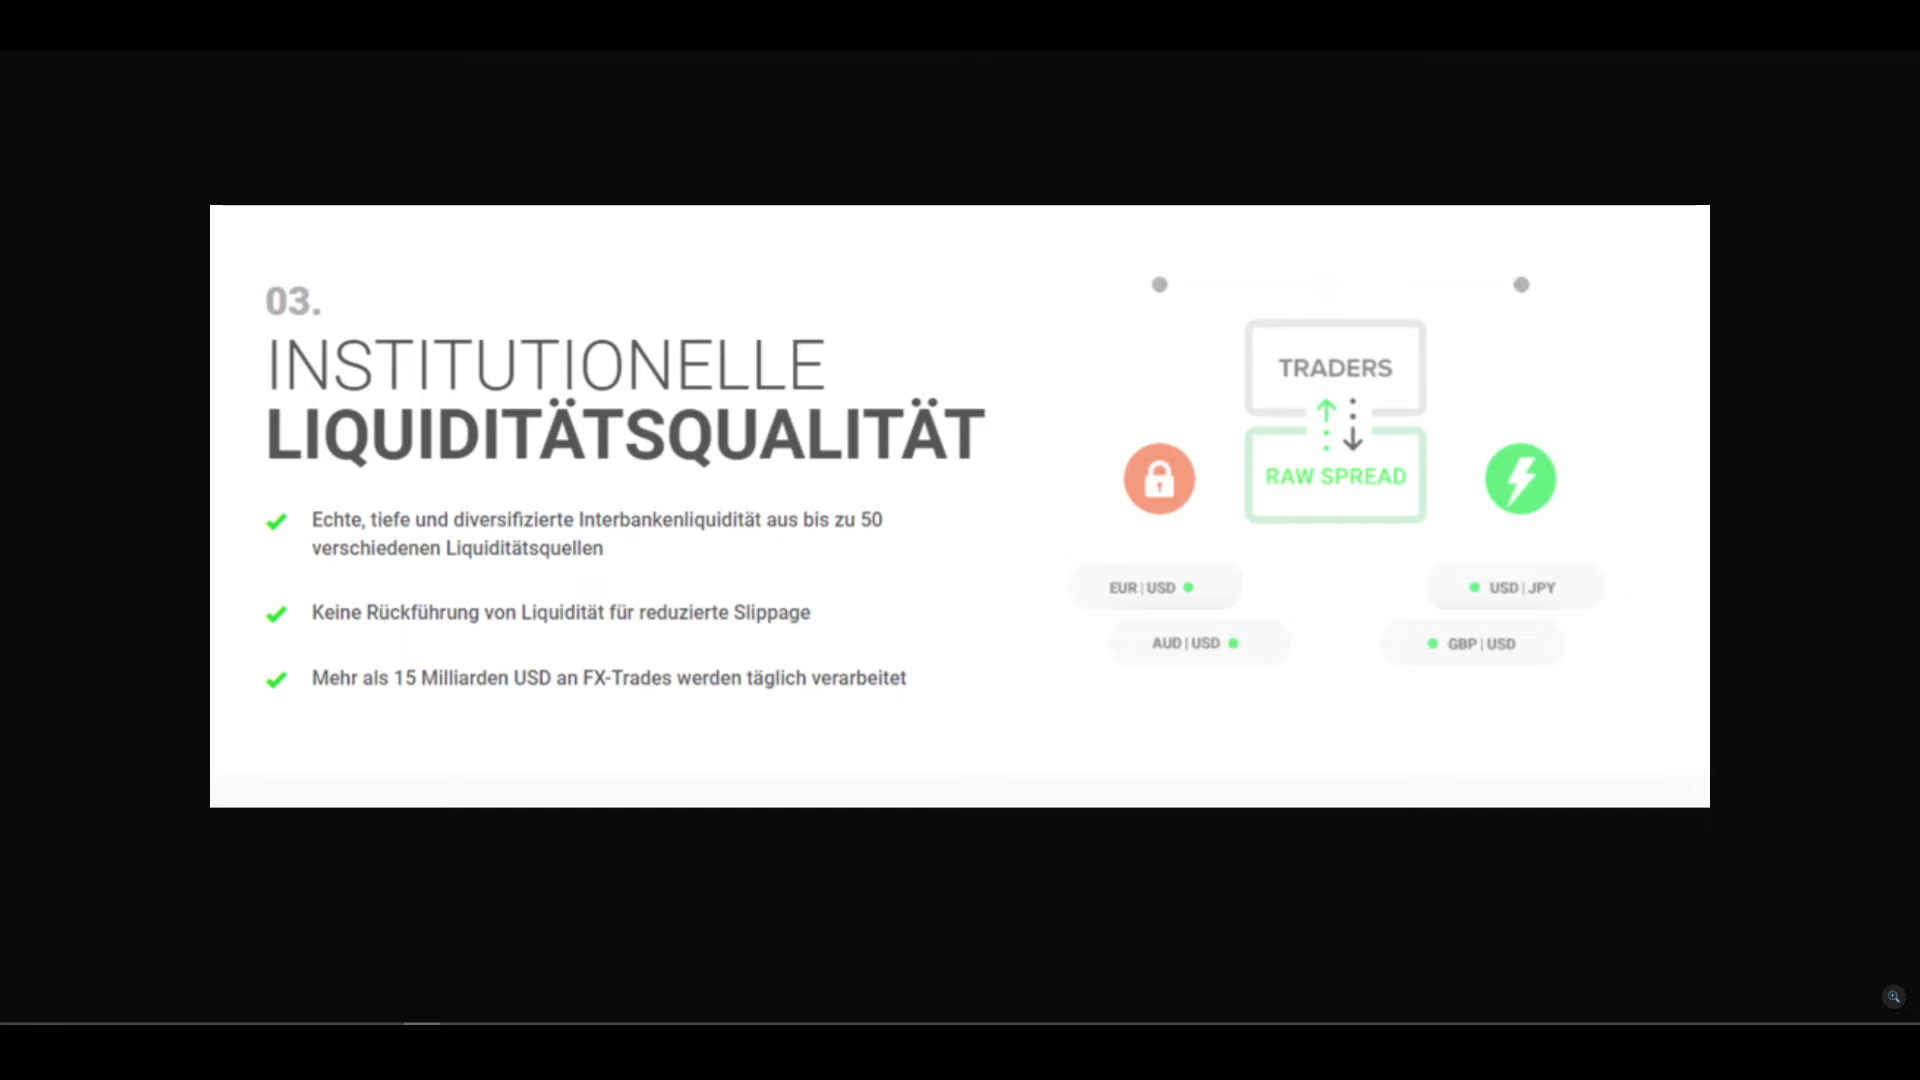 03.
INSTITUTIONELLE
LIQUIDITÄTSQUALITÄT
Echte, tiefe und diversifizierte Interbankenliquidität aus bis zu 50
verschiedenen Liquiditätsquellen
Keine Rückführung von Liquidität für reduzierte Slippage
Mehr als 15 Milliarden USD an FX-Trades werden täglich verarbeitet
TRADERS
RAW SPREAD
EUR | USD
USD | JPY
AUD | USD
GBP | USD